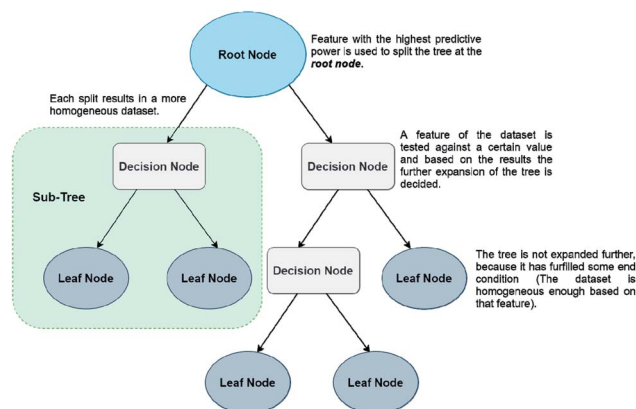 Root Node
Feature with the highest predictive
power is used to split the tree at the
root node.
Each split results in a more
homogeneous dataset.
A feature of the dataset is
tested against a certain value
and based on the results the
further expansion of the tree is
decided.
Decision Node
Decision Node
Sub-Tree
Leaf Node
Leaf Node
Decision Node
Leaf Node
The tree is not expanded further,
because it has furfilled some end
condition (The dataset is
homogeneous enough based on
that feature).
Leaf Node
Leaf Node